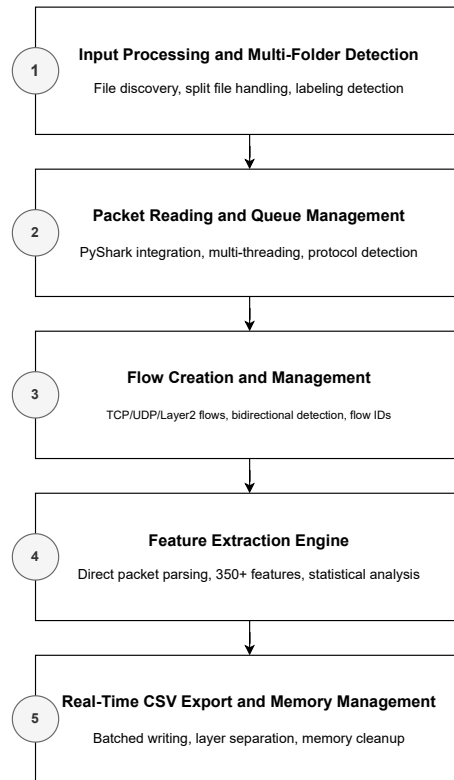 Input Processing and Multi-Folder Detection
1
File discovery, split file handling, labeling detection
Packet Reading and Queue Management
2
PyShark integration, multi-threading, protocol detection
Flow Creation and Management
3
TCP/UDP/Layer2 flows, bidirectional detection, flow IDs
Feature Extraction Engine
4
Direct packet parsing, 350+ features, statistical analysis
Real-Time CSV Export and Memory Management
5
Batched writing, layer separation, memory cleanup